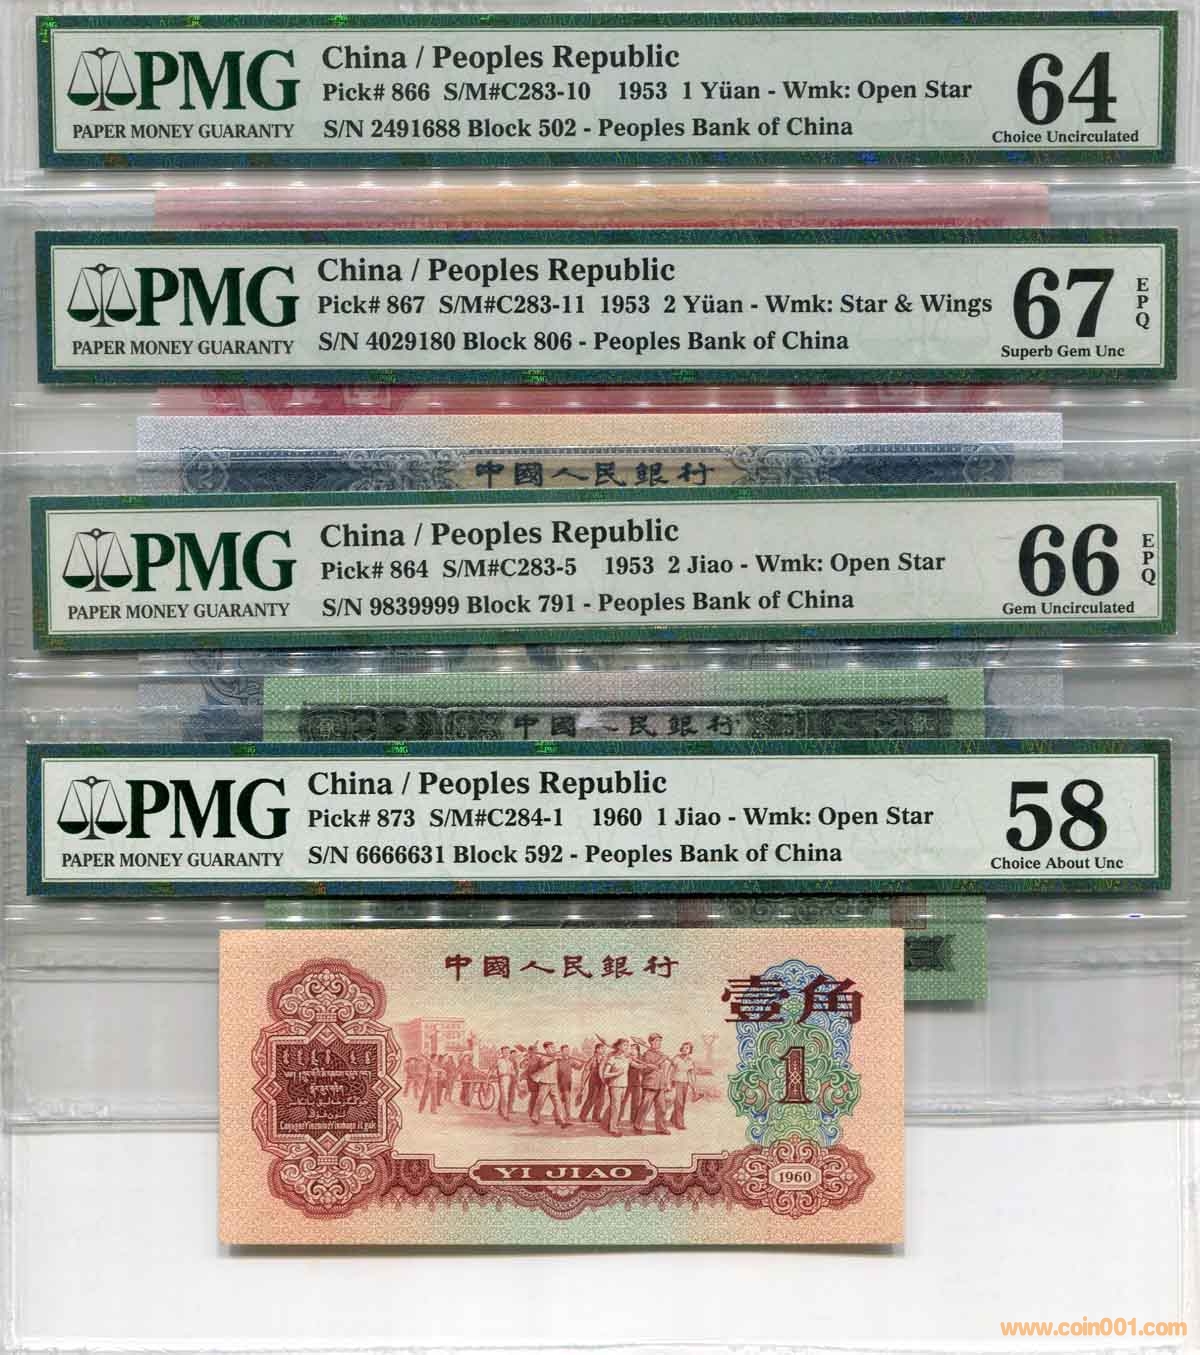 PMG
PAPER MONEY GUARANTY
China / Peoples Republic
Pick# 866 S/M#C283-10 1953 1 Yüan - Wmk: Open Star
S/N 2491688 Block 502 - Peoples Bank of China
64
Choice Uncirculated
PMG
PAPER MONEY GUARANTY
China / Peoples Republic
Pick# 867 S/M#C283-11 1953 2 Yüan - Wmk: Star & Wings
S/N 4029180 Block 806 - Peoples Bank of China
67
EPQ
Superb Gem Unc
中國人民銀行
PMG
PAPER MONEY GUARANTY
China / Peoples Republic
Pick# 864 S/M#C283-5 1953 2 Jiao - Wmk: Open Star
S/N 9839999 Block 791 - Peoples Bank of China
66
EPQ
Gem Uncirculated
中國人民銀行
PMG
PAPER MONEY GUARANTY
China / Peoples Republic
Pick# 873 S/M#C284-1 1960 1 Jiao - Wmk: Open Star
S/N 6666631 Block 592 - Peoples Bank of China
58
Choice About Unc
中國人民銀行
壹角
1
YI JIAO
1960
www.coin001.com